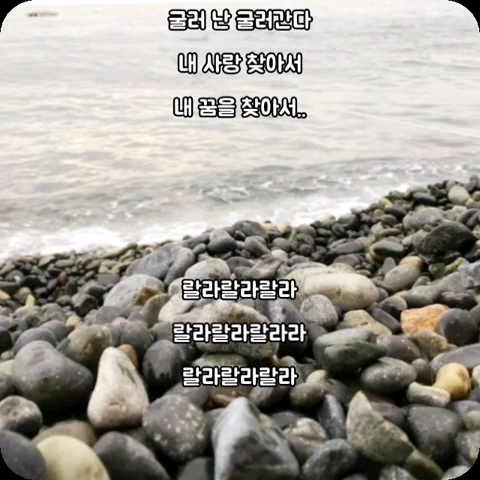 굴러 난 굴러간다
내 사탕 찾아서
내 꿈을 찾아서..
랄라랄라랄라
랄라랄라랄라라
랄라랄라랄라